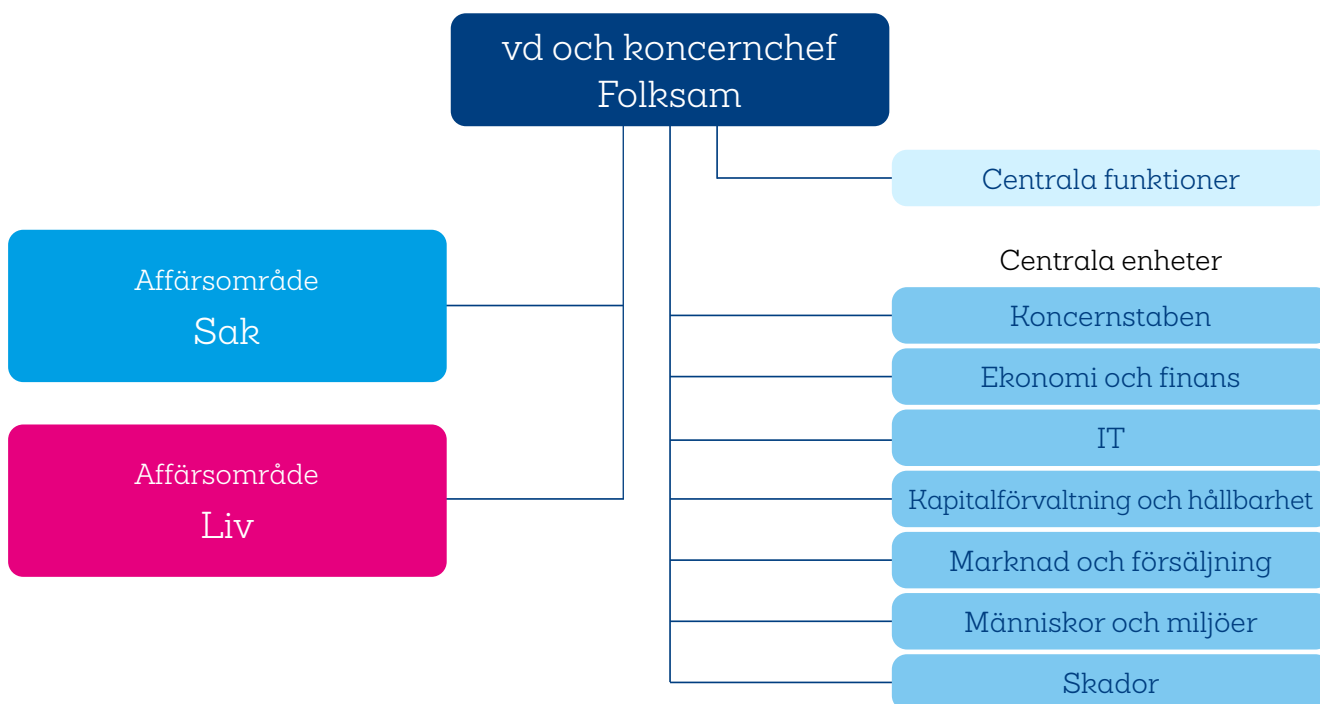 vd och koncernchef
Folksam
Centrala funktioner
Affärsområde
Sak
Affärsområde
Liv
Centrala enheter
Koncernstaben
Ekonomi och finans
IT
Kapitalförvaltning och hållbarhet
Marknad och försäljning
Människor och miljöer
Skador